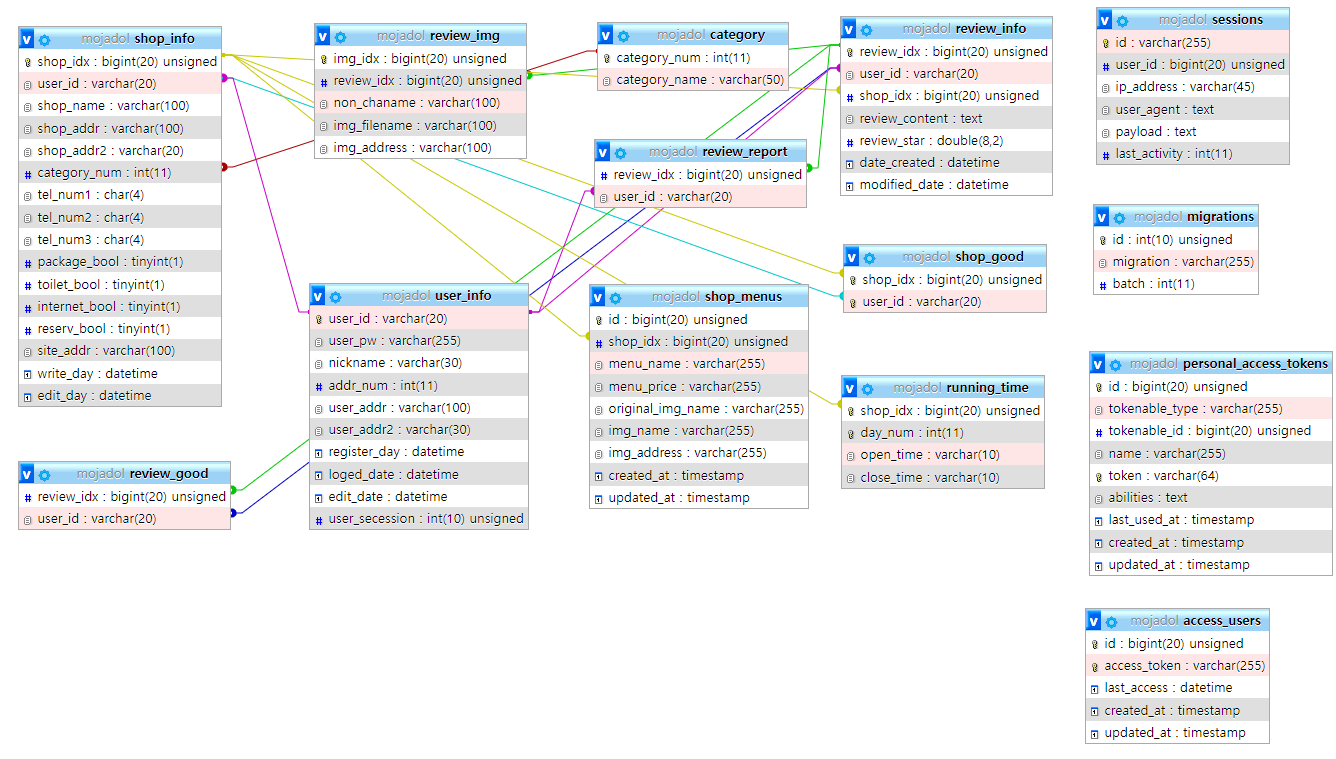 mojadol shop_info
shop_idx : bigint(20) unsigned
user_id : varchar(20)
shop_name : varchar(100)
shop_addr : varchar(100)
shop_addr2 : varchar(20)
category_num : int(11)
tel_num1 : char(4)
tel_num2 : char(4)
tel_num3 : char(4)
package_bool : tinyint(1)
toilet_bool : tinyint(1)
internet_bool : tinyint(1)
reserv_bool : tinyint(1)
site_addr : varchar(100)
write_day : datetime
edit_day : datetime
mojadol review_good
review_idx : bigint(20) unsigned
user_id : varchar(20)
mojadol review_img
img_idx : bigint(20) unsigned
review_idx : bigint(20) unsigned
non_chaname : varchar(100)
img_filename : varchar(100)
img_address : varchar(100)
mojadol user_info
user_id : varchar(20)
user_pw : varchar(255)
nickname : varchar(30)
addr_num : int(11)
user_addr : varchar(100)
user_addr2 : varchar(30)
register_day : datetime
loged_date : datetime
edit_date : datetime
user_secession : int(10) unsigned
mojadol category
category_num : int(11)
category_name : varchar(50)
mojadol review_report
review_idx : bigint(20) unsigned
user_id : varchar(20)
mojadol shop_menus
id : bigint(20) unsigned
shop_idx : bigint(20) unsigned
menu_name : varchar(255)
menu_price : varchar(255)
original_img_name : varchar(255)
img_name : varchar(255)
img_address : varchar(255)
created_at : timestamp
updated_at : timestamp
mojadol review_info
review_idx : bigint(20) unsigned
user_id : varchar(20)
shop_idx : bigint(20) unsigned
review_content : text
review_star : double(8,2)
date_created : datetime
modified_date : datetime
mojadol shop_good
shop_idx : bigint(20) unsigned
user_id : varchar(20)
mojadol running_time
shop_idx : bigint(20) unsigned
day_num : int(11)
open_time : varchar(10)
close_time : varchar(10)
mojadol sessions
id : varchar(255)
user_id : bigint(20) unsigned
ip_address : varchar(45)
user_agent : text
payload : text
last_activity : int(11)
mojadol migrations
id : int(10) unsigned
migration : varchar(255)
batch : int(11)
mojadol personal_access_tokens
id : bigint(20) unsigned
tokenable_type : varchar(255)
tokenable_id : bigint(20) unsigned
name : varchar(255)
token : varchar(64)
abilities : text
last_used_at : timestamp
created_at : timestamp
updated_at : timestamp
mojadol access_users
id : bigint(20) unsigned
access_token : varchar(255)
last_access : datetime
created_at : timestamp
updated_at : timestamp